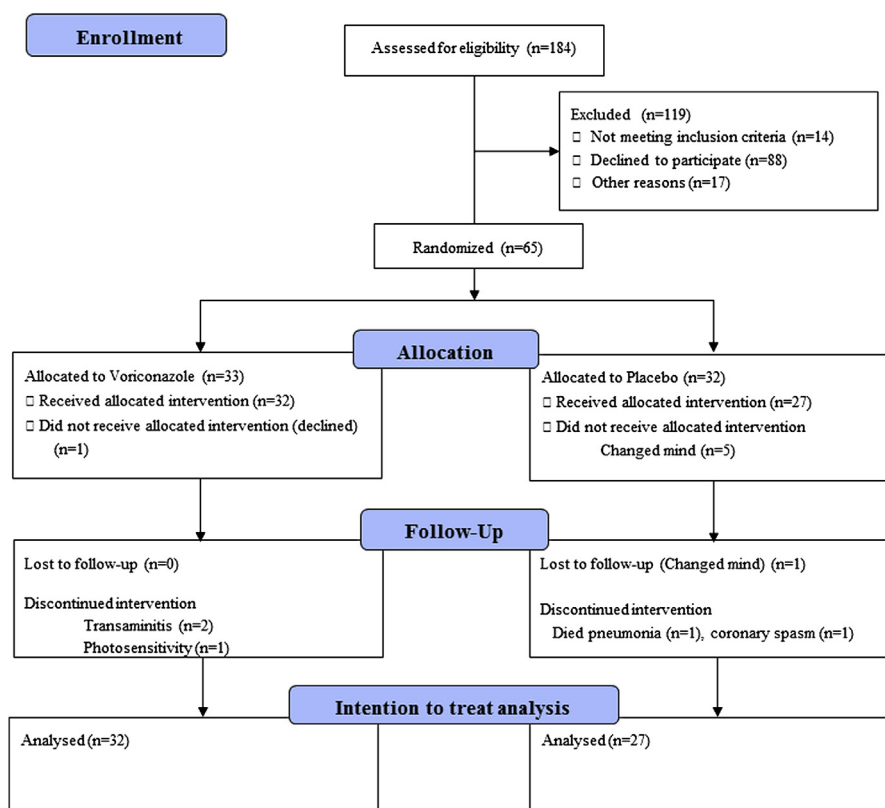 Enrollment
Assessed for eligibility (n=184)
Excluded (n=119)
□ Not meeting inclusion criteria (n=14)
□ Declined to participate (n=88)
□ Other reasons (n=17)
Randomized (n=65)
Allocation
Allocated to Voriconazole (n=33)
□ Received allocated intervention (n=32)
□ Did not receive allocated intervention (declined)
(n=1)
Allocated to Placebo (n=32)
□ Received allocated intervention (n=27)
□ Did not receive allocated intervention
Changed mind (n=5)
Follow-Up
Lost to follow-up (n=0)
Discontinued intervention
Transaminitis (n=2)
Photosensitivity (n=1)
Lost to follow-up (Changed mind) (n=1)
Discontinued intervention
Died pneumonia (n=1), coronary spasm (n=1)
Intention to treat analysis
Analysed (n=32)
Analysed (n=27)